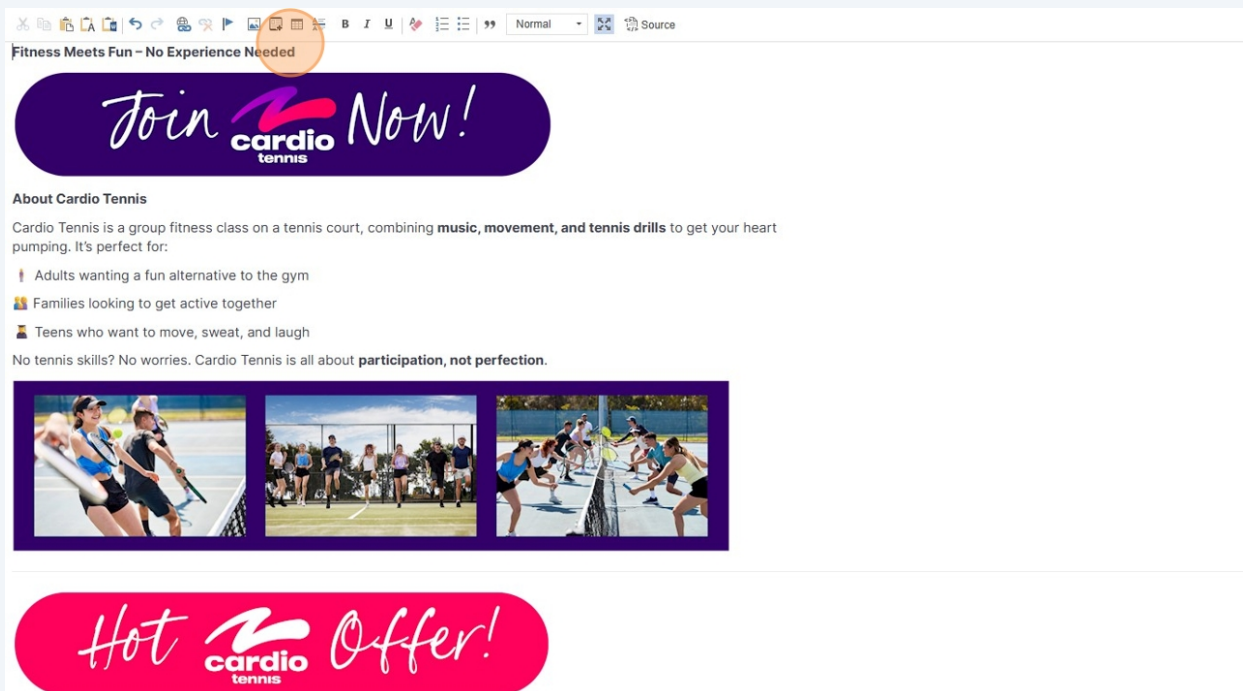 B I U Normal Source
Fitness Meets Fun – No Experience Needed
Join cardio tennis Now!
About Cardio Tennis
Cardio Tennis is a group fitness class on a tennis court, combining music, movement, and tennis drills to get your heart
pumping. It's perfect for:
Adults wanting a fun alternative to the gym
Families looking to get active together
Teens who want to move, sweat, and laugh
No tennis skills? No worries. Cardio Tennis is all about participation, not perfection.
Hot cardio tennis Offer!